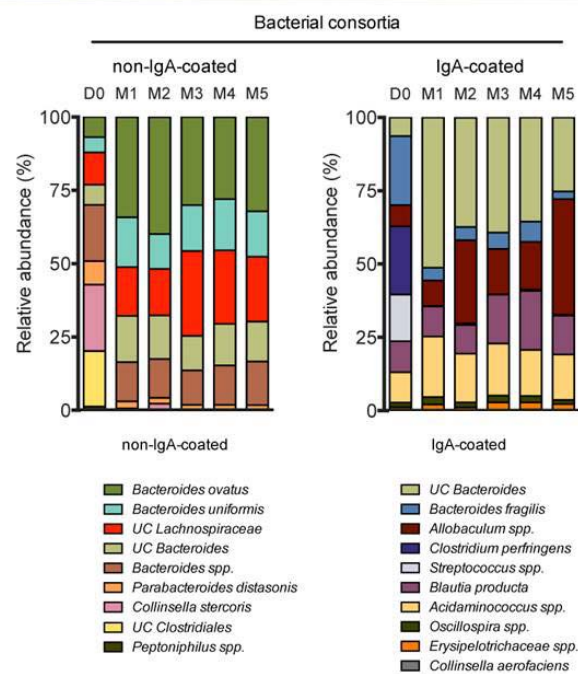 Bacterial consortia
non-IgA-coated
D0 M1 M2 M3 M4 M5
Relative abundance (%)
100
75
50
25
0
non-IgA-coated
Bacteroides ovatus
Bacteroides uniformis
UC Lachnospiraceae
UC Bacteroides
Bacteroides spp.
Parabacteroides distasonis
Collinsella stercoris
UC Clostridiales
Peptoniphilus spp.
IgA-coated
D0 M1 M2 M3 M4 M5
Relative abundance (%)
100
75
50
25
0
IgA-coated
UC Bacteroides
Bacteroides fragilis
Allobaculum spp.
Clostridium perfringens
Streptococcus spp.
Blautia producta
Acidaminococcus spp.
Oscillospira spp.
Erysipelotrichaceae spp.
Collinsella aerofaciens